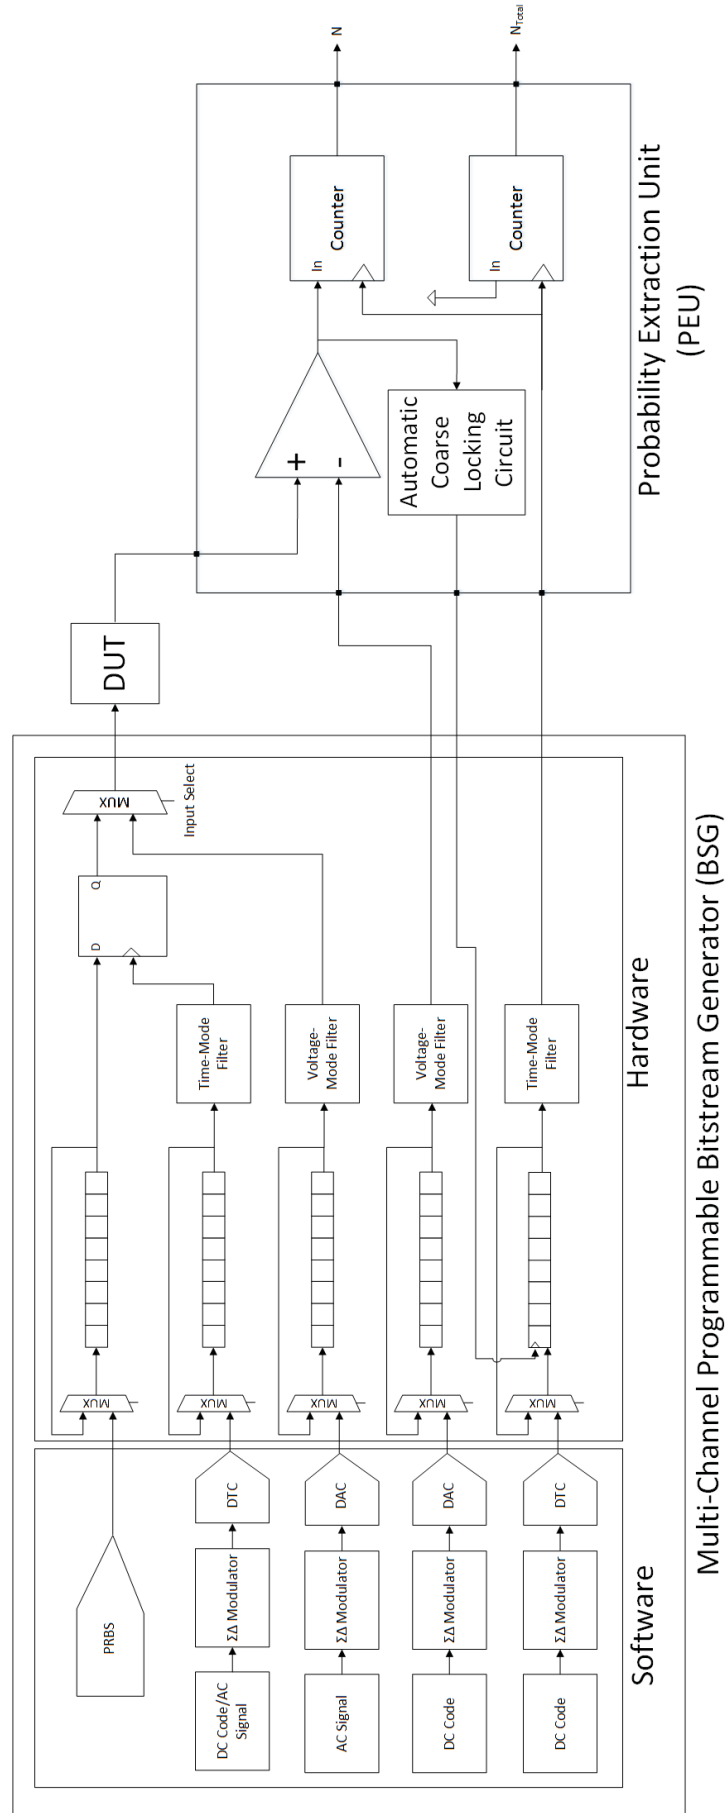 PRBS
DC Code/AC
Signal
ΣΔ Modulator
DTC
AC Signal
ΣΔ Modulator
DAC
DC Code
ΣΔ Modulator
DAC
DC Code
ΣΔ Modulator
DTC
Software
MUX
MUX
MUX
MUX
MUX
D
Q
Time-Mode
Filter
Voltage-
Mode Filter
Voltage-
Mode Filter
Time-Mode
Filter
MUX
Input Select
Hardware
Multi-Channel Programmable Bitstream Generator (BSG)
DUT
+
-
Automatic
Coarse
Locking
Circuit
In
Counter
In
Counter
N
NTotal
Probability Extraction Unit
(PEU)